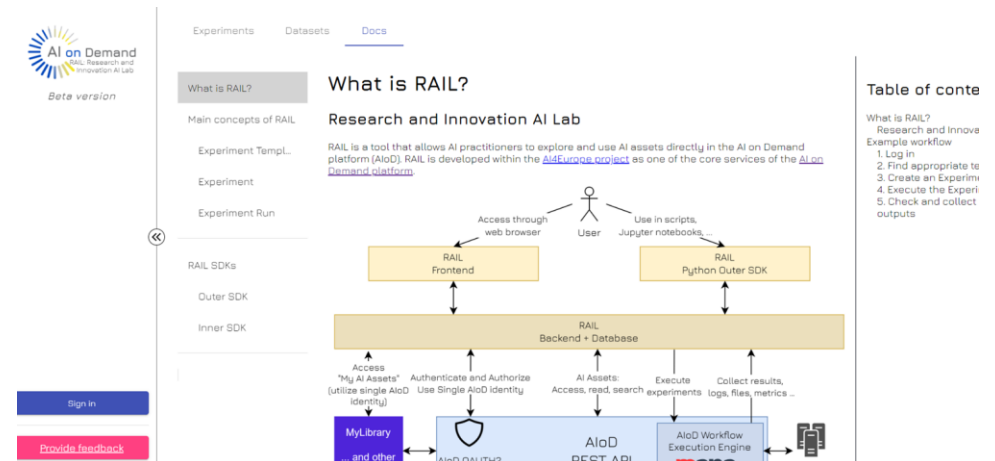 AI on Demand
RAIL: Research and
Innovation AI Lab
Beta version
Sign in
Provide feedback
Experiments Datasets Docs
What is RAIL?
Main concepts of RAIL
Experiment Templ...
Experiment
Experiment Run
RAIL SDKs
Outer SDK
Inner SDK
What is RAIL?
Research and Innovation AI Lab
RAIL is a tool that allows AI practitioners to explore and use AI assets directly in the AI on Demand
platform (AIoD). RAIL is developed within the AI4Europe project as one of the core services of the AI on
Demand platform.
User
Access through
web browser
Use in scripts,
Jupyter notebooks, ...
RAIL
Frontend
RAIL
Python Outer SDK
RAIL
Backend + Database
Access
"My AI Assets"
(utilize single AIoD
identity)
Authenticate and Authorize
Use Single AIoD identity
AI Assets:
Access, read, search
Execute
experiments
Collect results,
logs, files, metrics ...
MyLibrary
... and other
AIoD
REST API
AIoD Workflow
Execution Engine
Table of conte
What is RAIL?
Research and Innova
Example workflow
1. Log in
2. Find appropriate te
3. Create an Experime
4. Execute the Experi
5. Check and collect
outputs